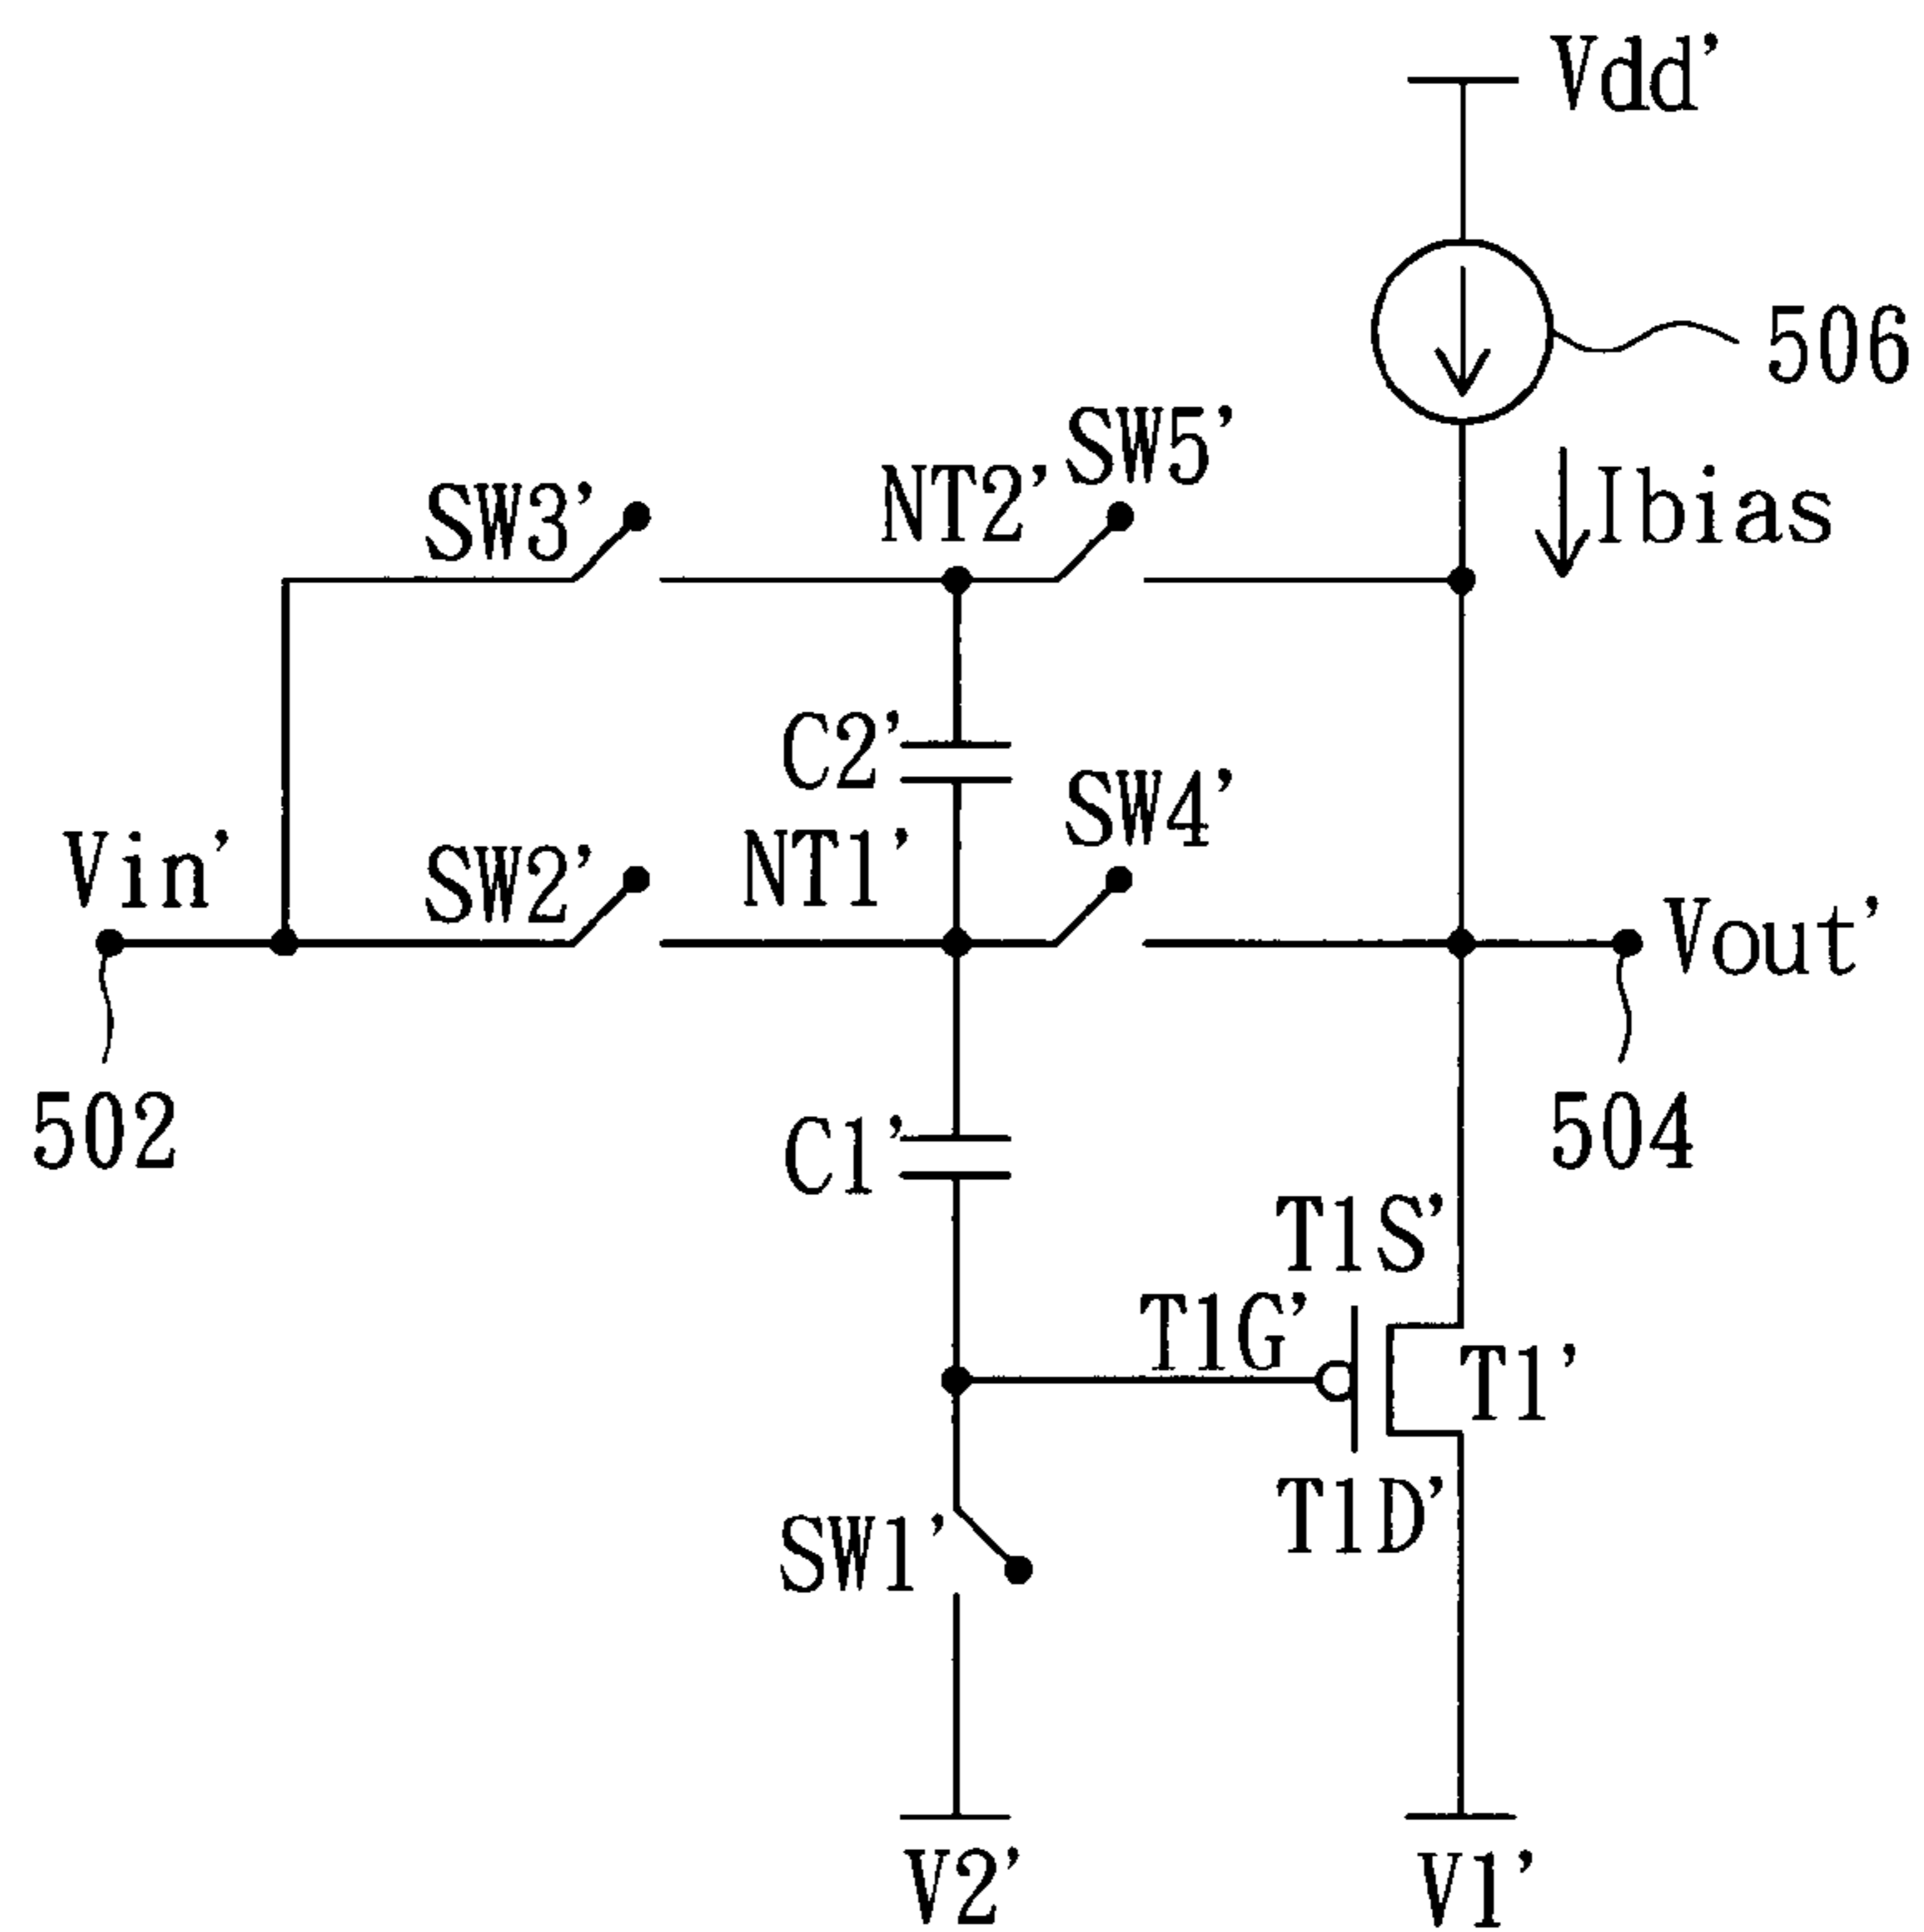 Vdd'
506
SW5'
Ibias
NT2'
SW3'
C2'
SW4'
Vin'
NT1'
SW2'
Vout'
502
C1'
504
T1S'
T1G'
T1'
T1D'
SW1'
V2'
V1'